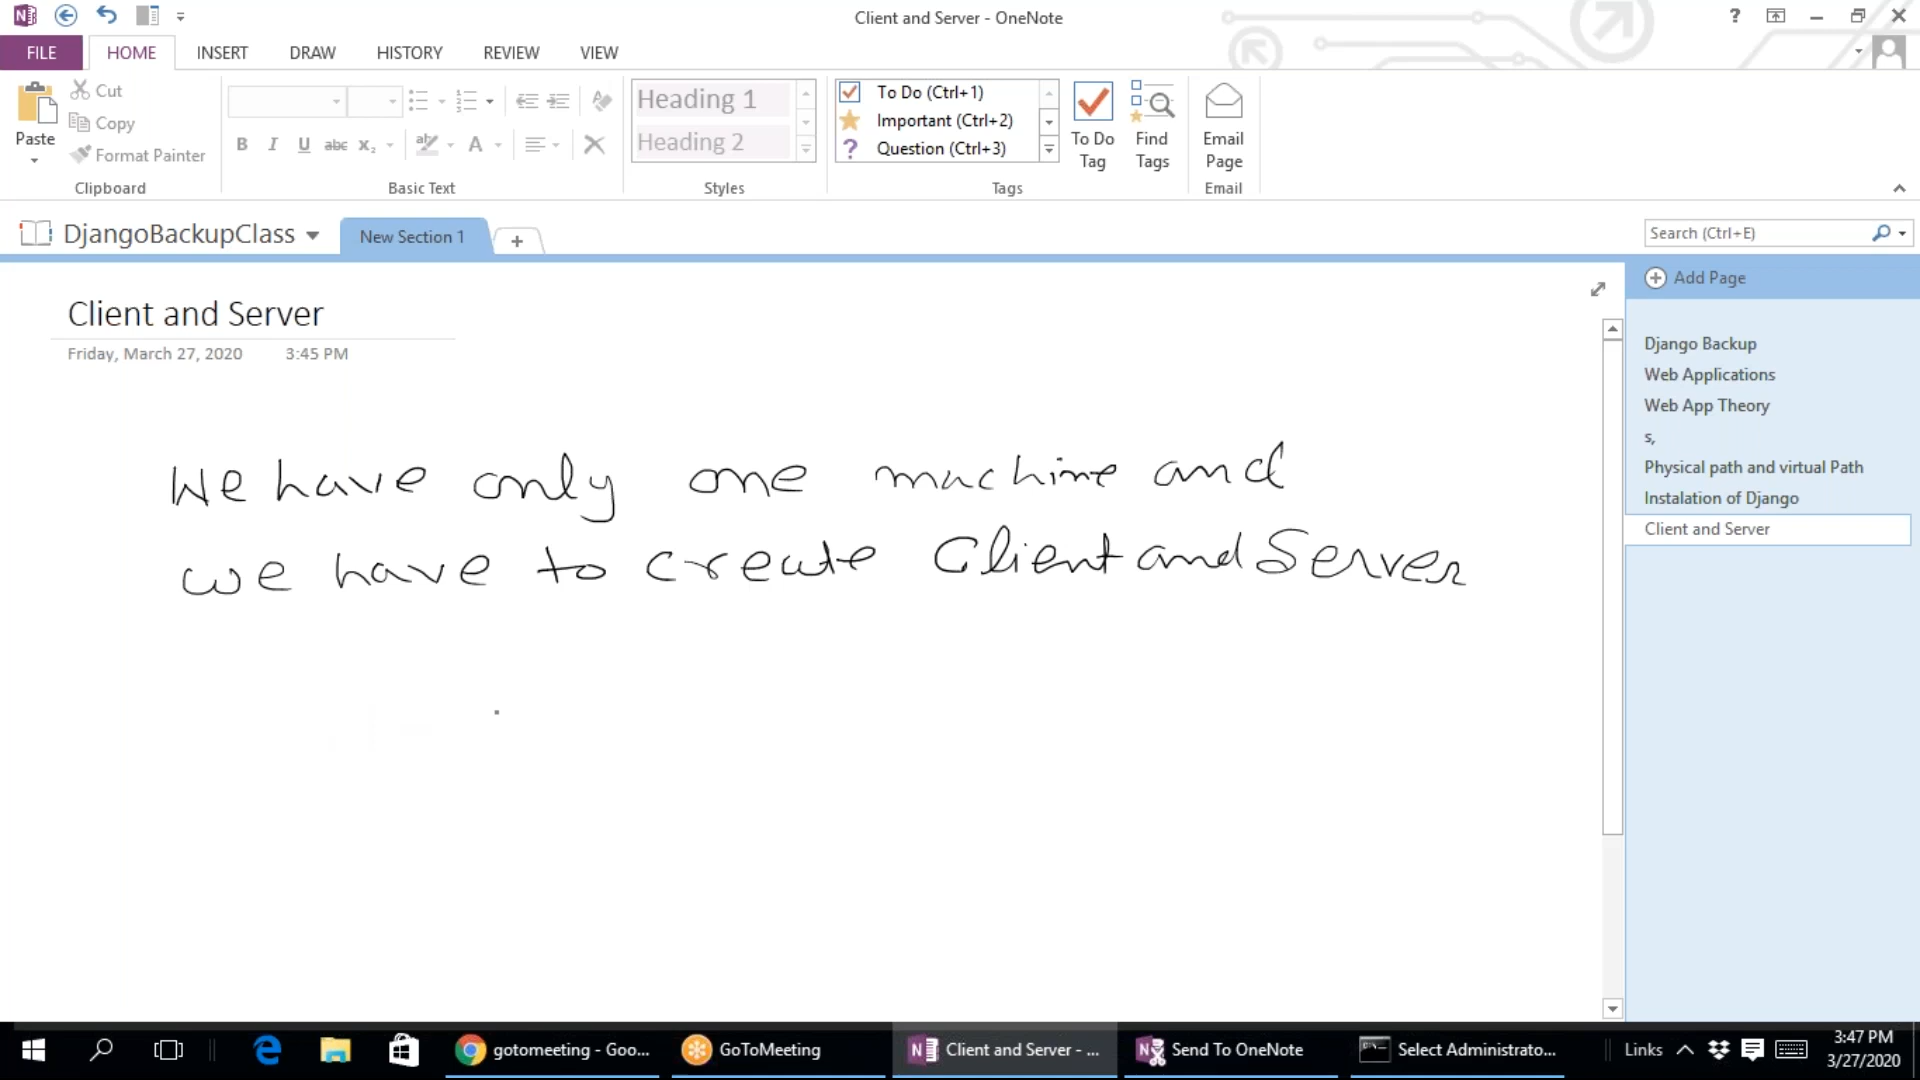 Client and Server - OneNote
?
FILE
HOME
INSERT
DRAW
HISTORY
REVIEW
VIEW
Paste
Cut
Copy
Format Painter
Clipboard
B I U abc x₂ A
Basic Text
Heading 1
Heading 2
Styles
To Do (Ctrl+1)
Important (Ctrl+2)
? Question (Ctrl+3)
Tags
To Do
Tag
Find
Tags
Email
Page
Email
DjangoBackupClass
New Section 1
+
Search (Ctrl+E)
Client and Server
Friday, March 27, 2020 3:45 PM
We have only one machine and
we have to create Client and Server
Add Page
Django Backup
Web Applications
Web App Theory
s,
Physical path and virtual Path
Instalation of Django
Client and Server
gotomeeting - Goo...
GoToMeeting
Client and Server - ...
Send To OneNote
Select Administrato...
Links
3:47 PM
3/27/2020